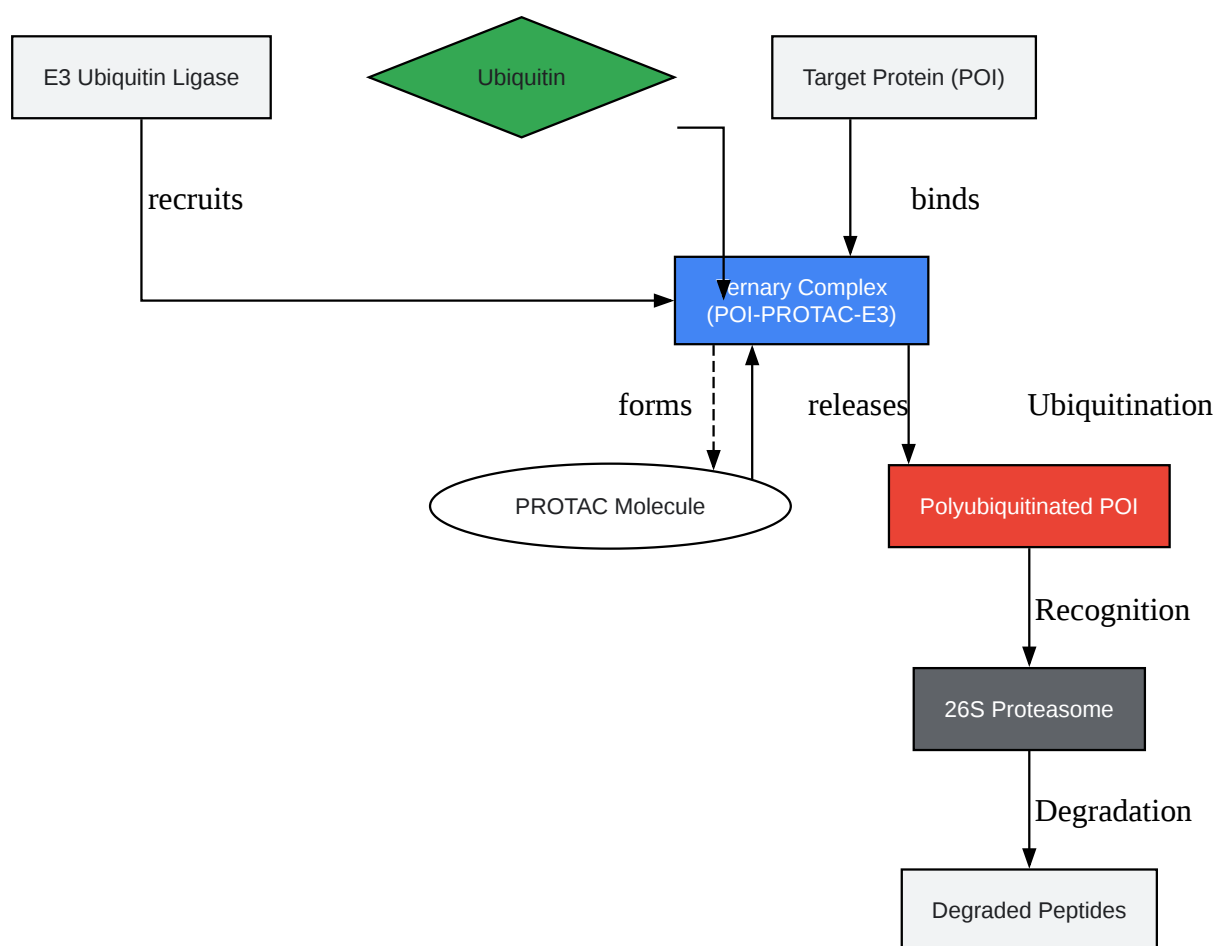 E3 Ubiquitin Ligase
Ubiquitin
Target Protein (POI)
recruits
binds
Ternary Complex
(POI-PROTAC-E3)
forms
releases
Ubiquitination
PROTAC Molecule
Polyubiquitinated POI
Recognition
26S Proteasome
Degradation
Degraded Peptides